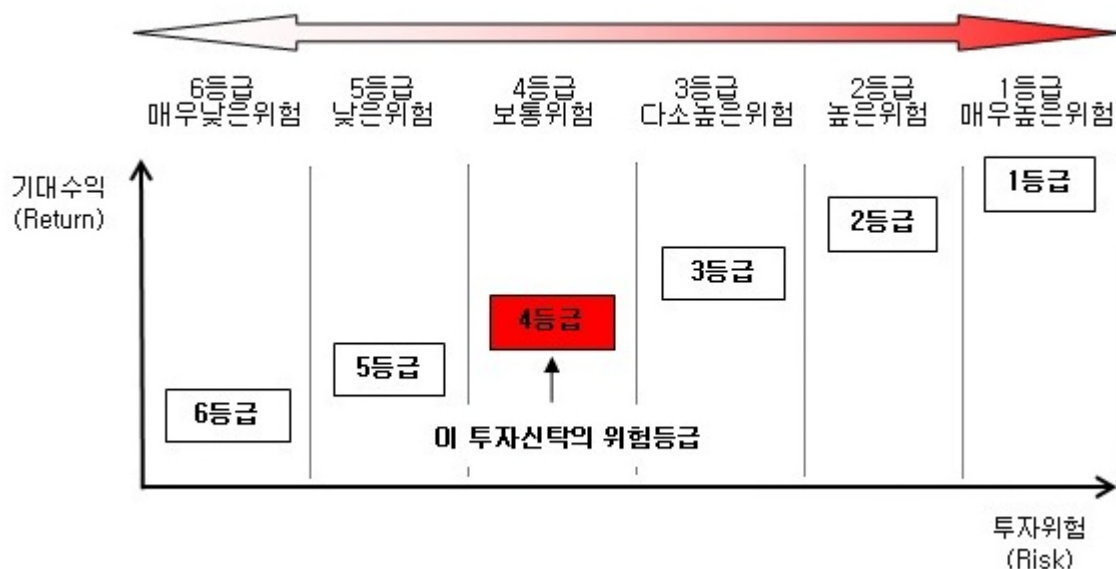 6등급
매우낮은위험
5등급
낮은위험
4등급
보통위험
3등급
다소높은위험
2등급
높은위험
1등급
매우높은위험
기대수익
(Return)
1등급
2등급
3등급
4등급
5등급
6등급
이 투자신탁의 위험등급
투자위험
(Risk)